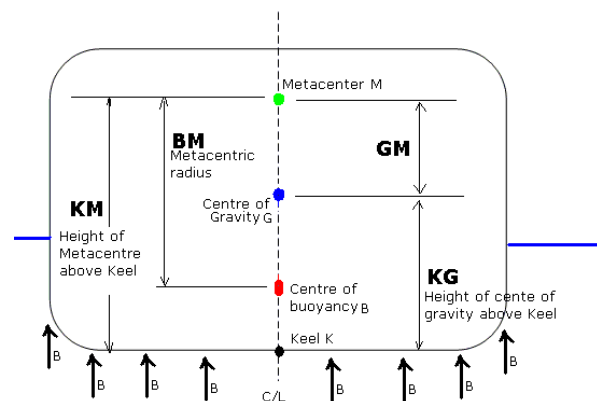 Metacenter M
BM
Metacentric
radius
GM
KM
Height of
Metacentre
above Keel
Centre of
Gravity G
KG
Height of cente of
gravity above Keel
Centre of
buoyancy B
Keel K
B
B
B
B
B
B
B
B
C/L